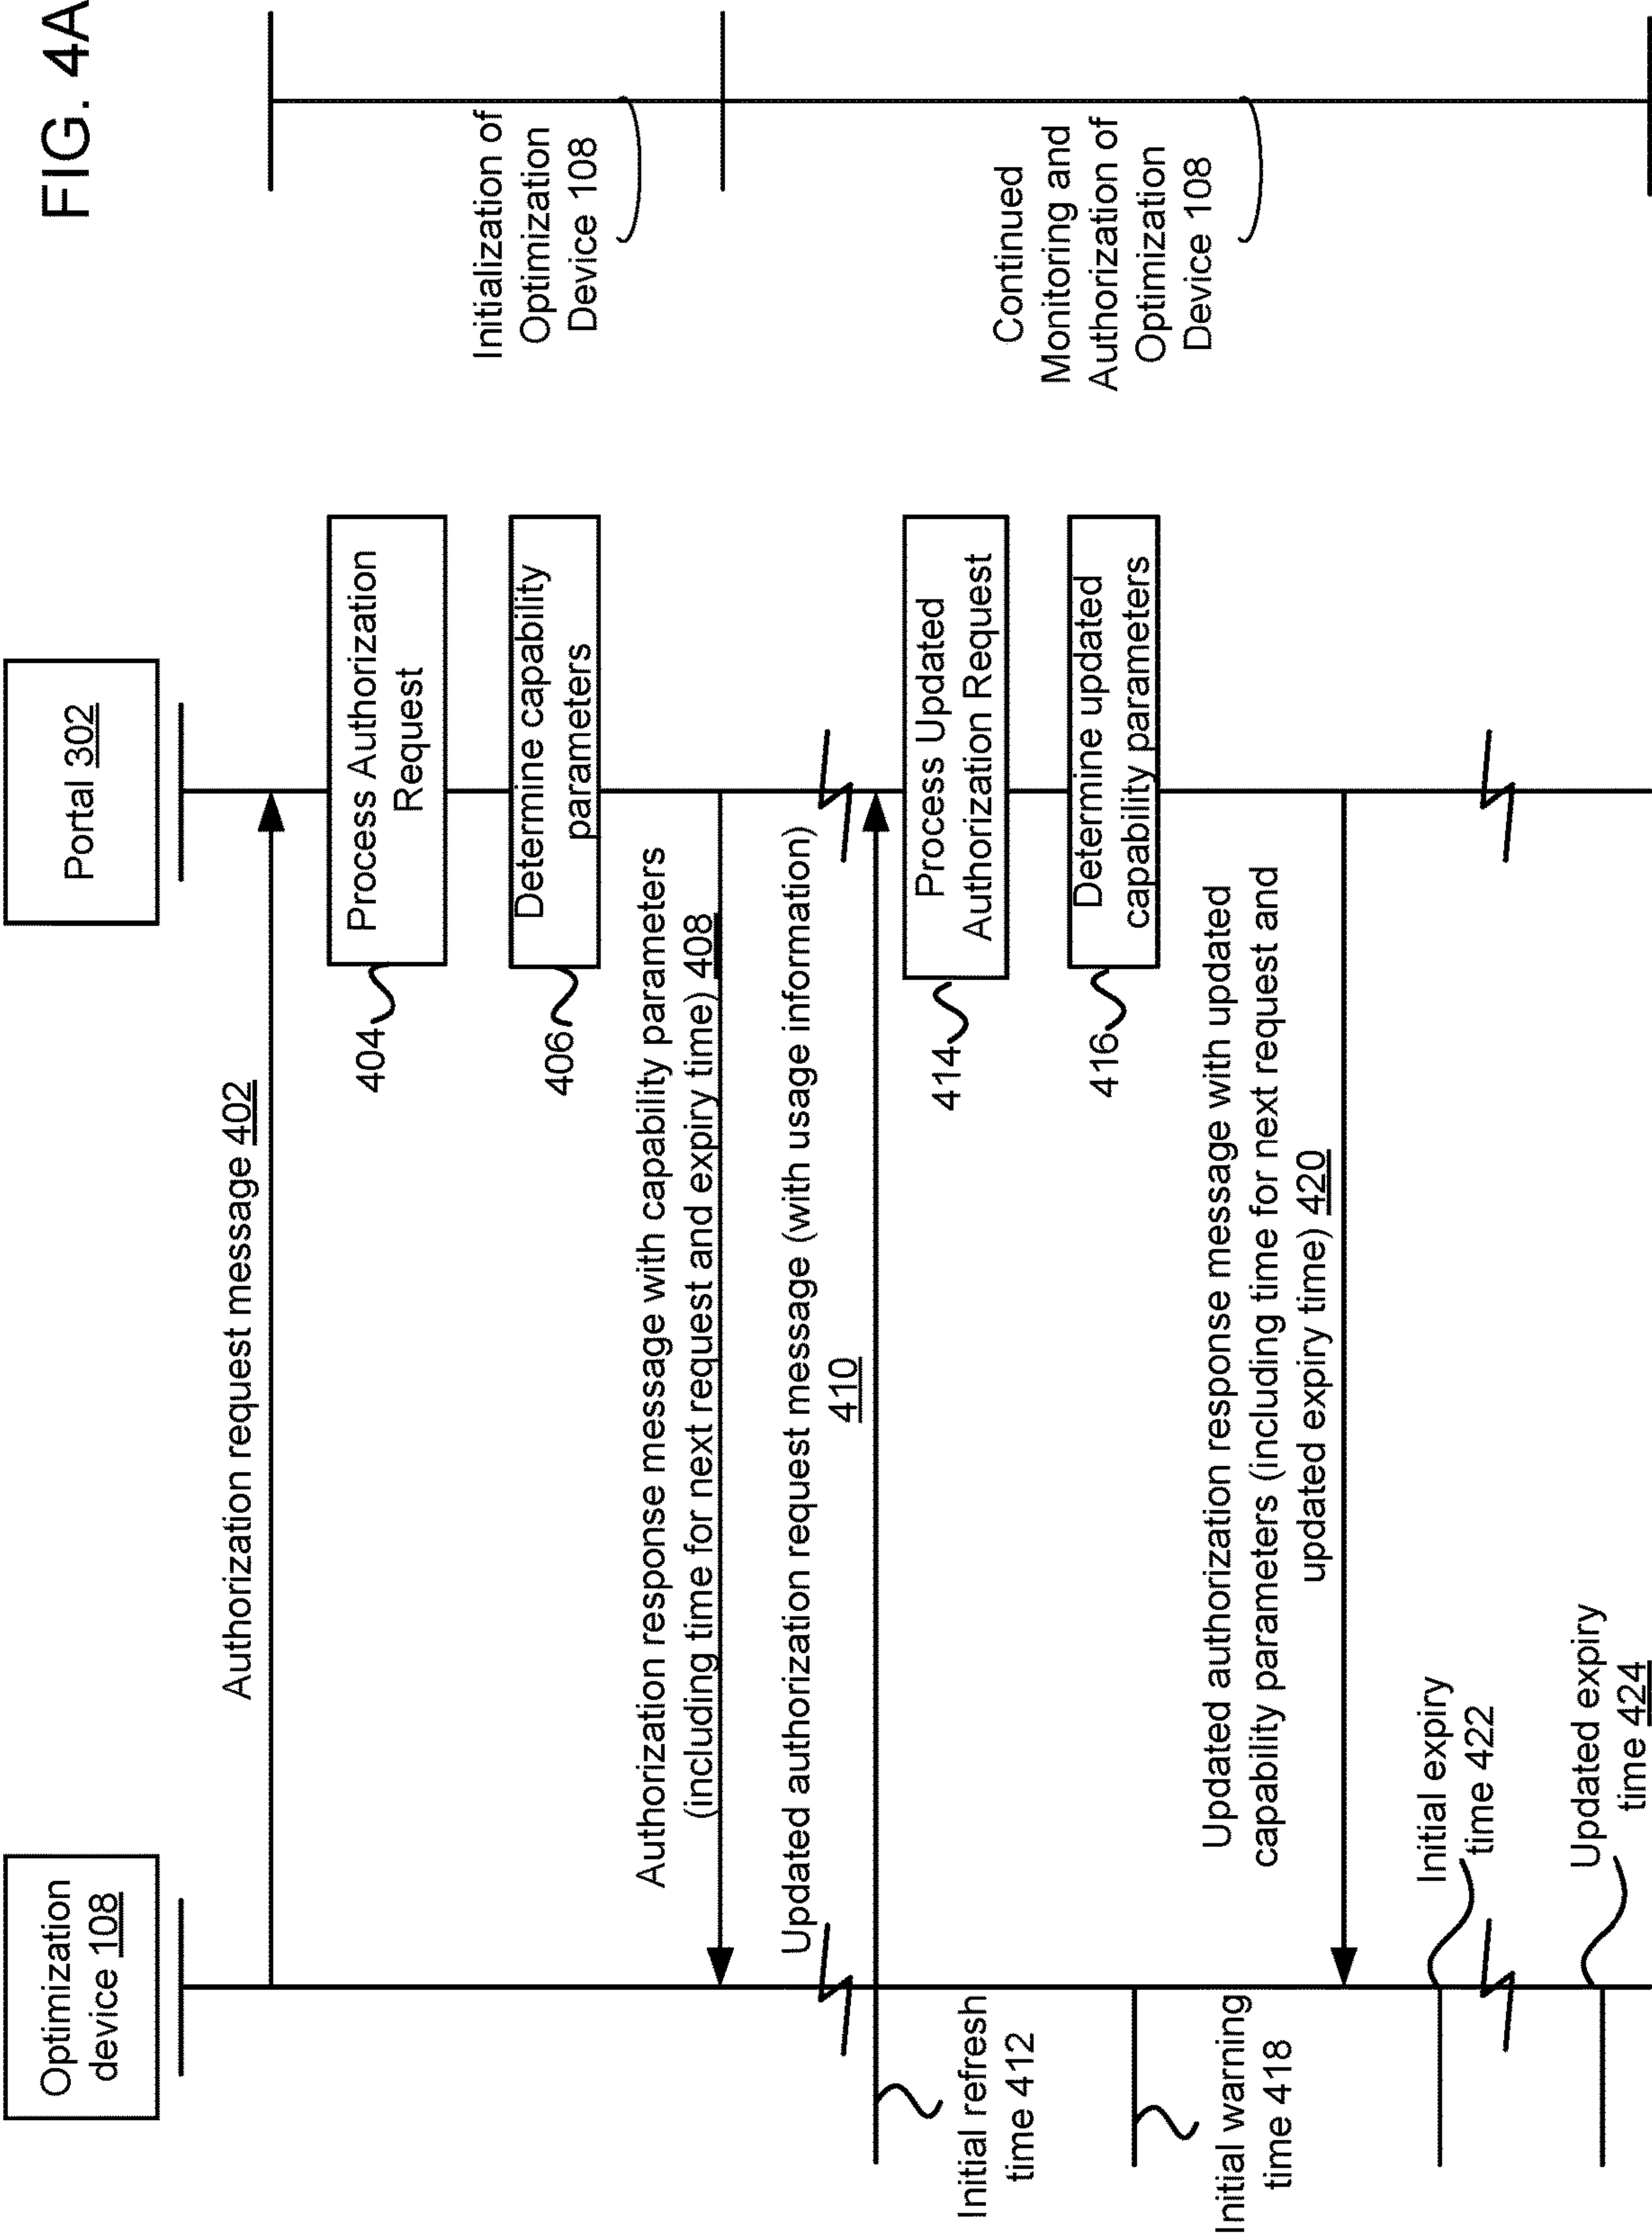 FIG. 4A
Optimization
device 108
Portal 302
Authorization request message 402
Process Authorization
Request
404
Determine capability
parameters
406
Initialization of
Optimization
Device 108
Authorization response message with capability parameters
(including time for next request and expiry time) 408
Updated authorization request message (with usage information)
410
Initial refresh
time 412
Process Updated
Authorization Request
414
Determine updated
capability parameters
416
Continued
Monitoring and
Authorization of
Optimization
Device 108
Initial warning
time 418
Updated authorization response message with updated
capability parameters (including time for next request and
updated expiry time) 420
Initial expiry
time 422
Updated expiry
time 424